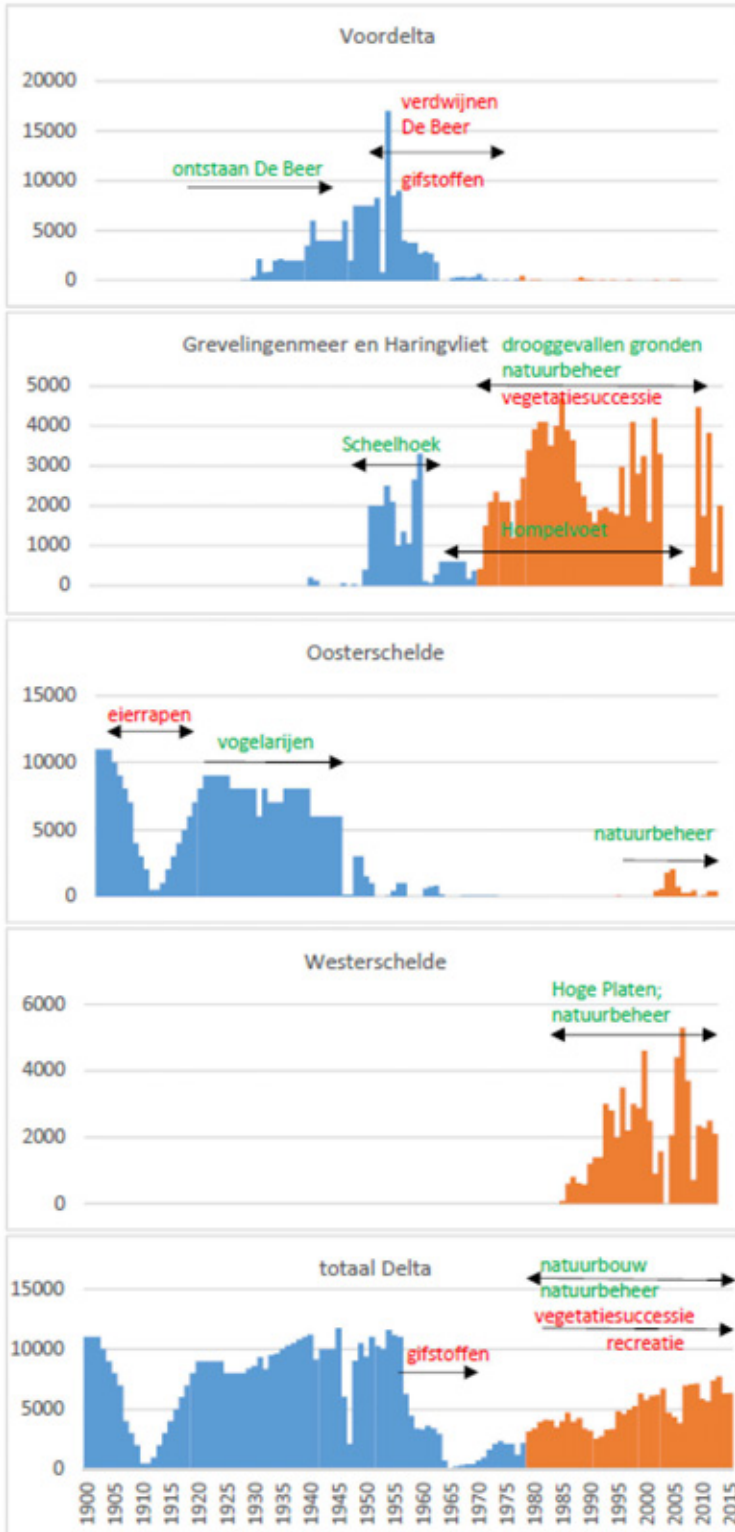 Voordelta
20000
15000
10000
5000
0
verdwijnen
De Beer
ontstaan De Beer
gifstoffen
Grevelingenmeer en Haringvliet
drooggevallen gronden
natuurbeheer
vegetatiesuccessie
5000
4000
3000
2000
1000
0
Scheelhoek
Hompelvoet
Oosterschelde
15000
10000
5000
0
eierrapen
vogelarijen
natuurbeheer
Westerschelde
6000
4000
2000
0
Hoge Platen;
natuurbeheer
totaal Delta
15000
10000
5000
0
natuurbouw
natuurbeheer
vegetatiesuccessie
recreatie
gifstoffen
1900
1905
1910
1915
1920
1925
1930
1935
1940
1945
1950
1955
1960
1965
1970
1975
1980
1985
1990
1995
2000
2005
2010
2015